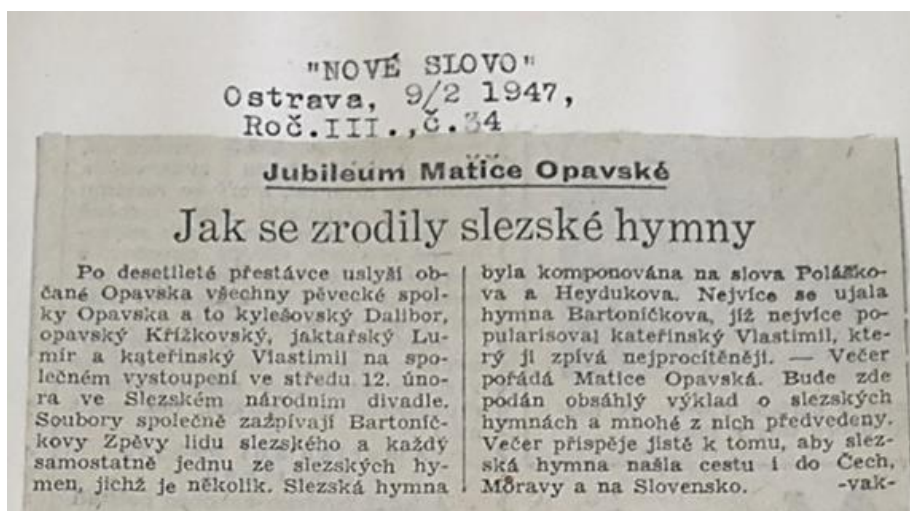 "NOVÉ SLOVO"
Ostrava, 9/2 1947,
Roč.III.,č.34
Jubileum Matice Opavské
Jak se zrodily slezské hymny
Po desetileté přestávce uslyší ob-
čané Opavska všechny pěvecké spol-
ky Opavska a to kylešovský Dalibor,
opavský Křížkovský, jaktařský Lu-
mír a kateřinský Vlastimil na spo-
lečném vystoupení ve středu 12. úno-
ra ve Slezském národním divadle.
Soubory společně zazpívají Bartoníč-
kovy Zpěvy lidu slezského a každý
samostatně jednu ze slezských hy-
men, jichž je několik. Slezská hymna
byla komponována na slova Poláško-
va a Heydukova. Nejvíce se ujala
hymna Bartoníčkova, již nejvíce po-
pularisoval kateřinský Vlastimil, kte-
rý ji zpívá nejprocítěněji. — Večer
pořádá Matice Opavská. Bude zde
podán obsáhlý výklad o slezských
hymnách a mnohé z nich předvedeny.
Večer přispěje jistě k tomu, aby slez-
ská hymna našla cestu i do Čech,
Moravy a na Slovensko. -vak-